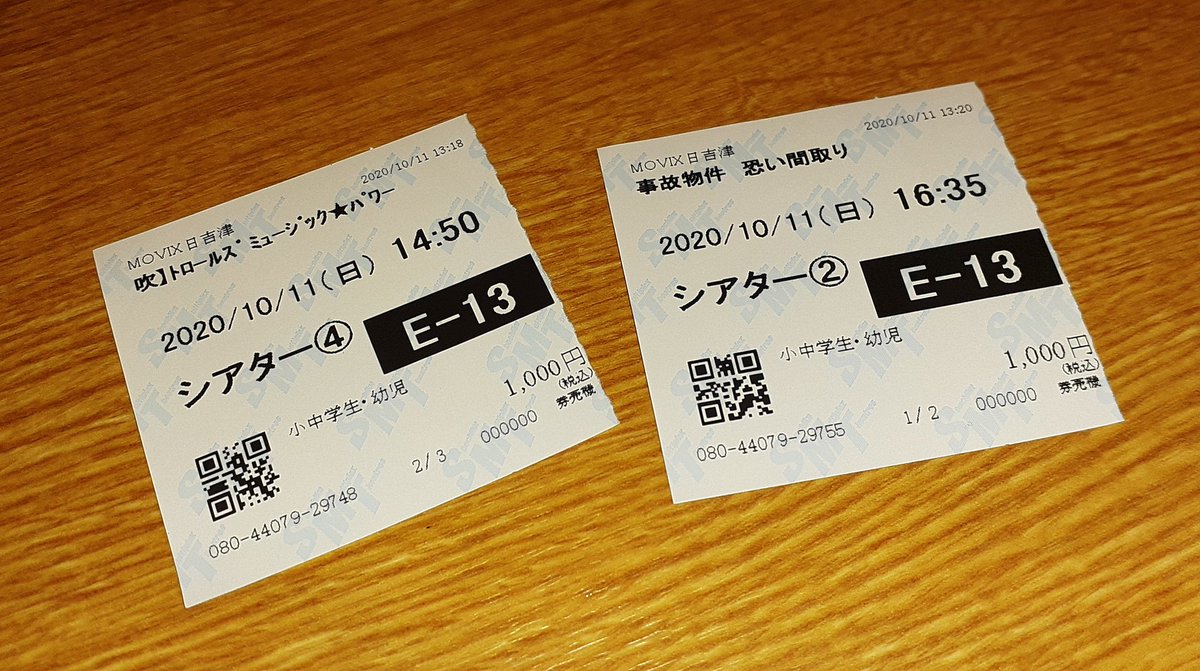 2020/10/11 13:18
MOVIX日吉津
吹】トロールズ ミュージック★パワー
2020/10/11(日) 14:50
シアター④ E-13
小中学生・幼児
1,000円
(税込)
券売機
2/3 000000
080-44079-29748
2020/10/11 13:20
MOVIX日吉津
事故物件 恐い間取り
2020/10/11(日) 16:35
シアター② E-13
小中学生・幼児
1,000円
(税込)
券売機
1/2 000000
080-44079-29755